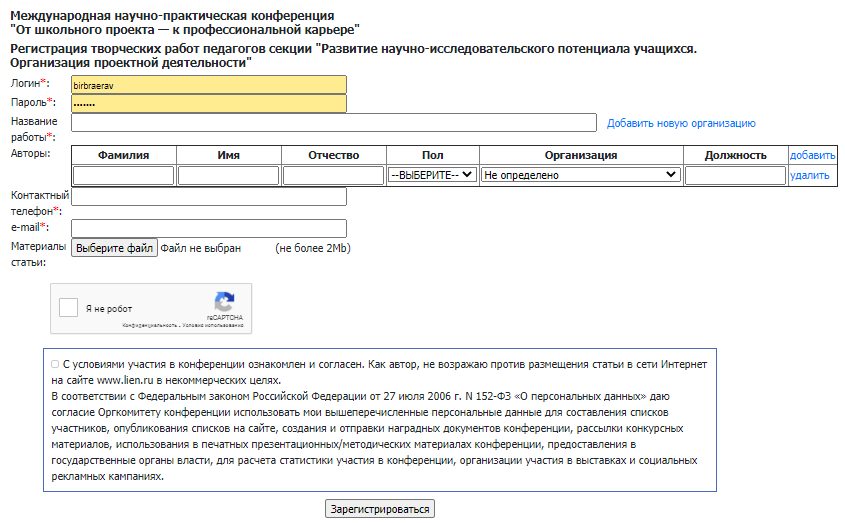 Международная научно-практическая конференция
"От школьного проекта — к профессиональной карьере"
Регистрация творческих работ педагогов секции "Развитие научно-исследовательского потенциала учащихся.
Организация проектной деятельности"
Логин*: birbraerav
Пароль*: •••••••
Название работы*: Добавить новую организацию
Авторы: Фамилия Имя Отчество Пол Организация Должность добавить
--ВЫБЕРИТЕ-- Не определено удалить
Контактный
телефон*:
e-mail*:
Материалы Выберите файл Файл не выбран (не более 2Mb)
статьи:
Я не робот
reCAPTCHA
Конфиденциальность - Условия использования
С условиями участия в конференции ознакомлен и согласен. Как автор, не возражаю против размещения статьи в сети Интернет
на сайте www.lien.ru в некоммерческих целях.
В соответствии с Федеральным законом Российской Федерации от 27 июля 2006 г. N 152-ФЗ «О персональных данных» даю
согласие Оргкомитету конференции использовать мои вышеперечисленные персональные данные для составления списков
участников, опубликования списков на сайте, создания и отправки наградных документов конференции, рассылки конкурсных
материалов, использования в печатных презентационных/методических материалах конференции, предоставления в
государственные органы власти, для расчета статистики участия в конференции, организации участия в выставках и социальных
рекламных кампаниях.
Зарегистрироваться